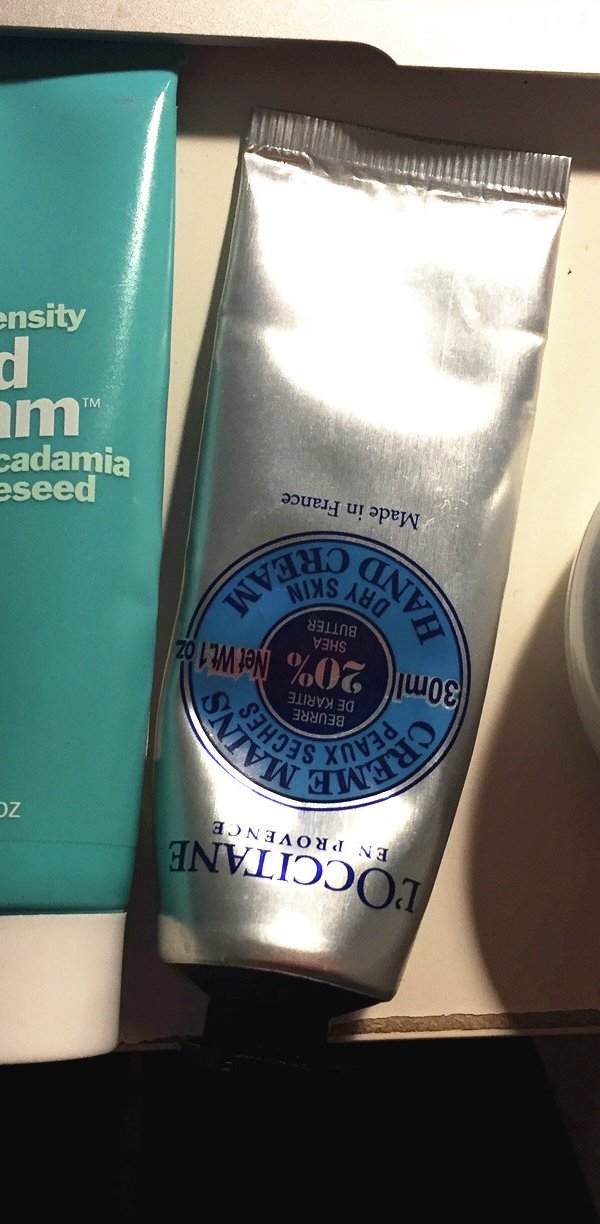 ensity
d
am™
cadamia
eseed
oz
L'OCCITANE
EN PROVENCE
CREME MAINS
PEAUX SECHES
BEURRE
DE KARITE
30ml
20%
Net Wt.1 oz
SHEA
BUTTER
DRY SKIN
HAND CREAM
Made in France